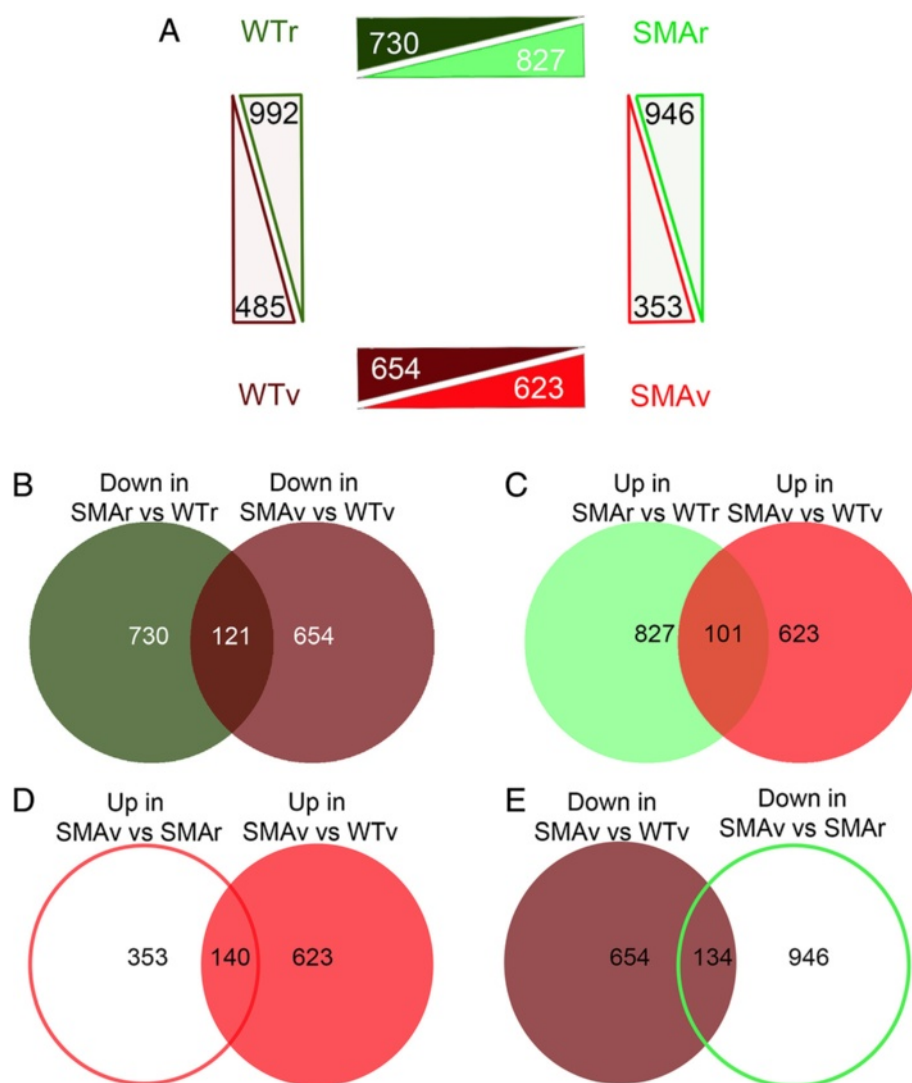 A
WTr
730
827
SMAr
992
946
485
353
WTv
654
623
SMAv
B
Down in
SMAr vs WTr
Down in
SMAv vs WTv
730
121
654
C
Up in
SMAr vs WTr
Up in
SMAv vs WTv
827
101
623
D
Up in
SMAv vs SMAr
Up in
SMAv vs WTv
353
140
623
E
Down in
SMAv vs WTv
Down in
SMAv vs SMAr
654
134
946